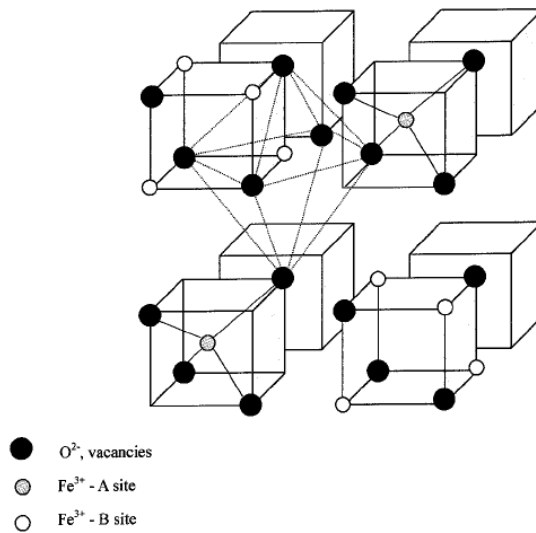 O²⁻, vacancies
Fe³⁺ - A site
Fe³⁺ - B site